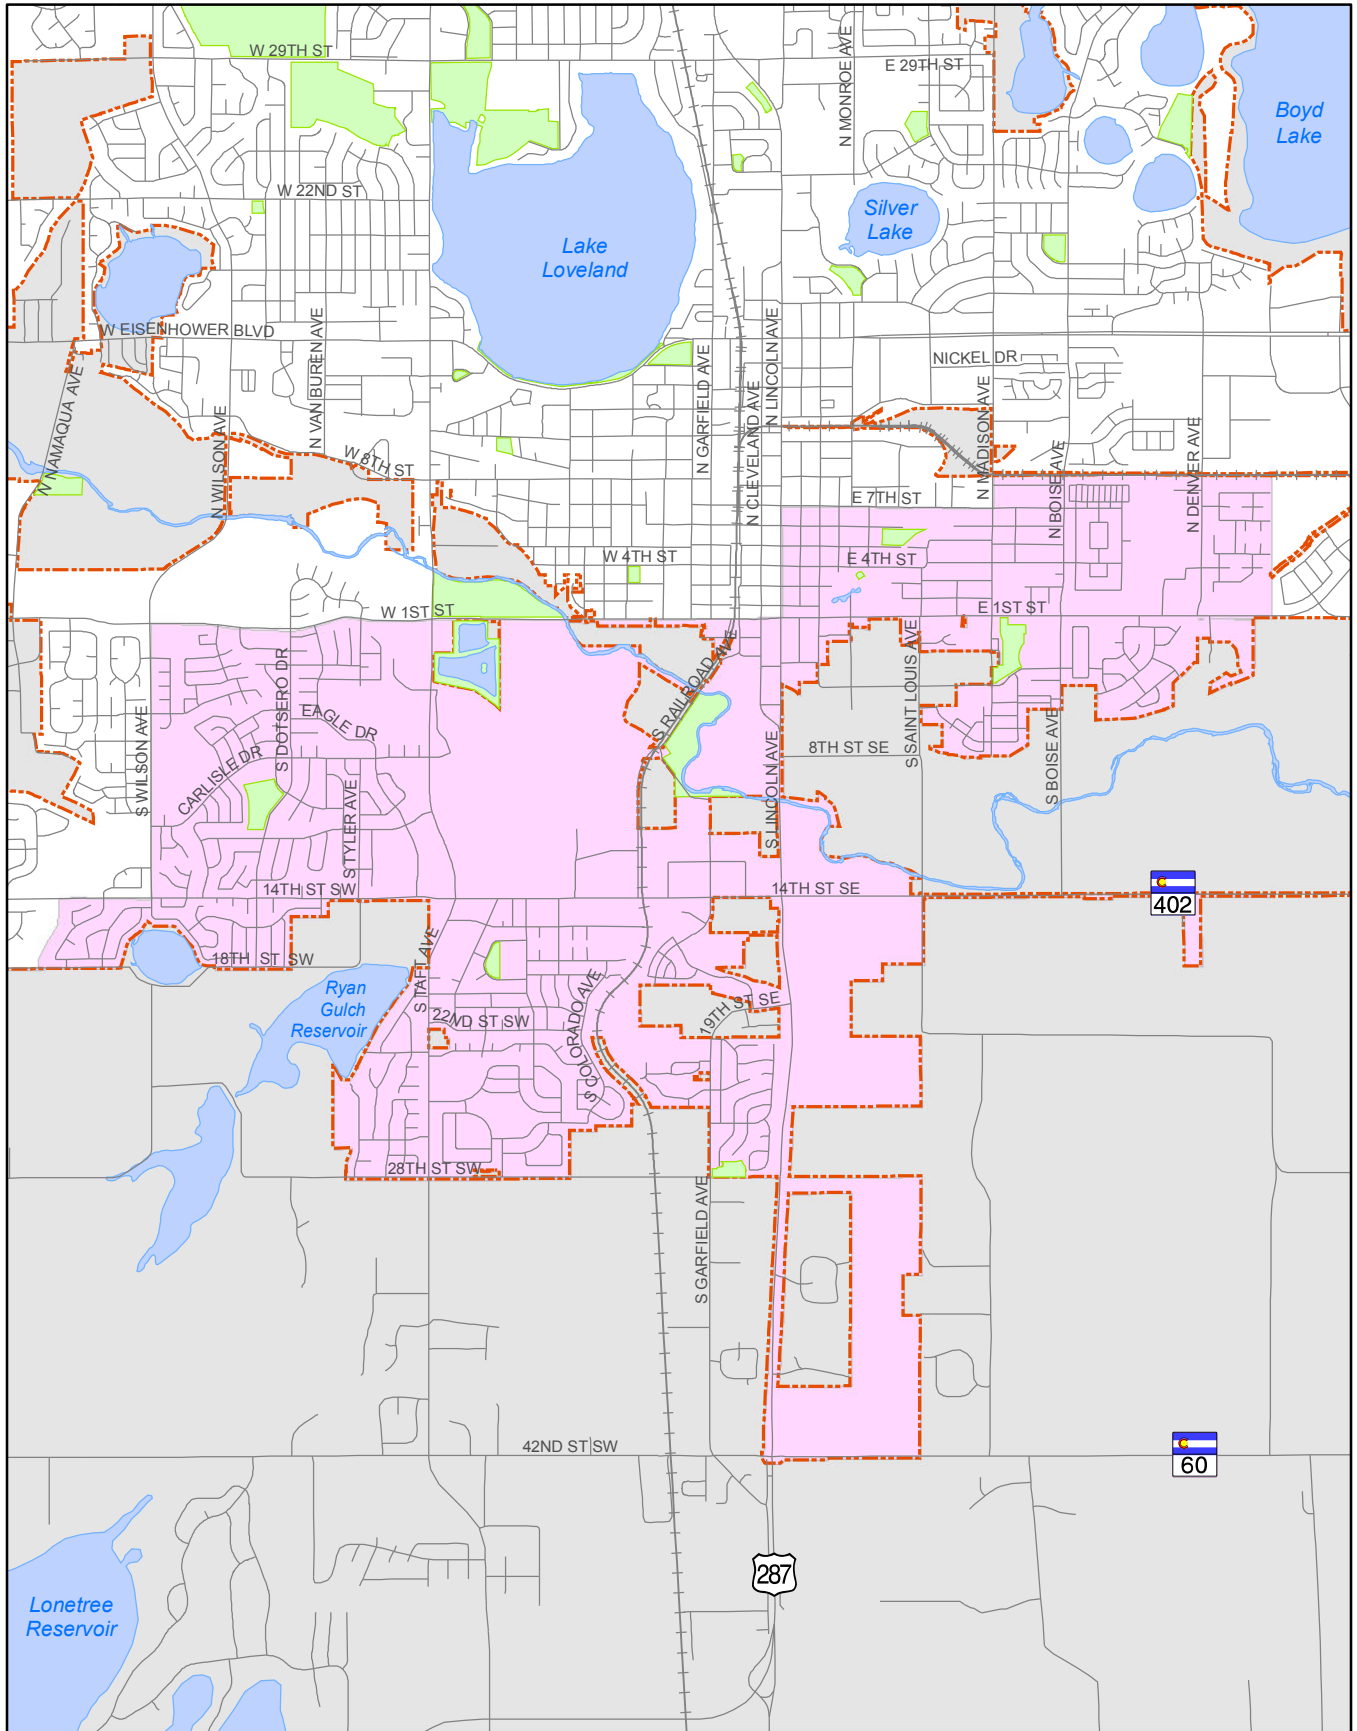 W 29TH ST
E 29TH ST
N MONROE AVE
Boyd
Lake
W 22ND ST
Silver
Lake
Lake
Loveland
W EISENHOWER BLVD
N VAN BUREN AVE
N GARFIELD AVE
N LINCOLN AVE
N CLEVELAND AVE
NICKEL DR
N NAMAQUA AVE
N WILSON AVE
W 8TH ST
N MADISON AVE
N BOISE AVE
N DENVER AVE
E 7TH ST
W 4TH ST
E 4TH ST
W 1ST ST
E 1ST ST
S WILSON AVE
S DOTSERO DR
EAGLE DR
CARLISLE DR
S TYLER AVE
S RAILROAD AVE
S LINCOLN AVE
8TH ST SE
S SAINT LOUIS AVE
S BOISE AVE
14TH ST SW
14TH ST SE
C
402
18TH ST SW
S TAFT AVE
Ryan
Gulch
Reservoir
22ND ST SW
S COLORADO AVE
19TH ST SE
28TH ST SW
S GARFIELD AVE
42ND ST SW
C
60
287
Lonetree
Reservoir